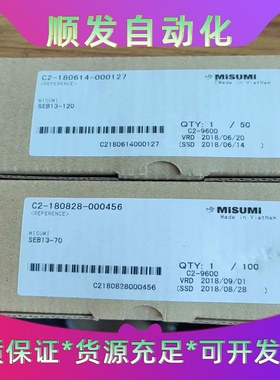 顺发自动化
C2-180614-000127
<REFERENCE>
MiSUMi
Made in VietNam
MISUMI
SEB13-120
QTY: 1 / 50
C2-9600
VRD 2018/06/20
(SSD 2018/06/14 )
C2180614000127
C2-180828-000456
<REFERENCE>
MiSUMi
Made in VietNam
MISUMI
SEB13-70
QTY: 1 / 100
C2-9600
VRD 2018/09/01
(SSD 2018/08/28 )
C2180828000456
质保证*货源充足*可开发